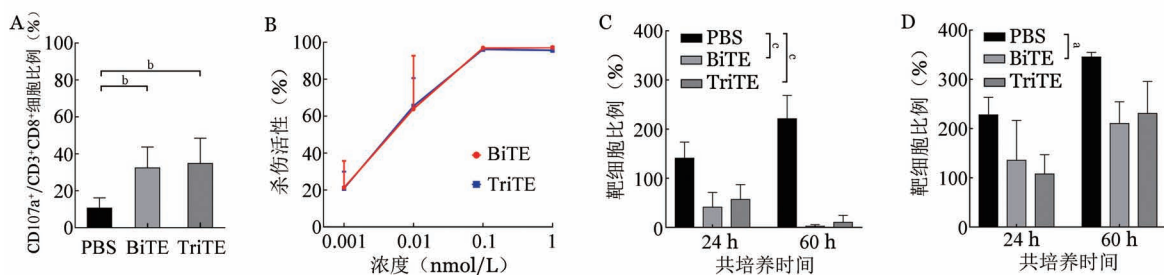 A
CD107a⁺/CD3⁺CD8⁺细胞比例(%)
100
80
60
40
20
0
b
b
PBS BiTE TriTE
B
杀伤活性(%)
100
80
60
40
20
0
BiTE
TriTE
0.001 0.01 0.1 1
浓度(nmol/L)
C
靶细胞比例(%)
400
300
200
100
0
PBS
BiTE
TriTE
c
c
24 h 60 h
共培养时间
D
靶细胞比例(%)
400
300
200
100
0
PBS
BiTE
TriTE
a
24 h 60 h
共培养时间